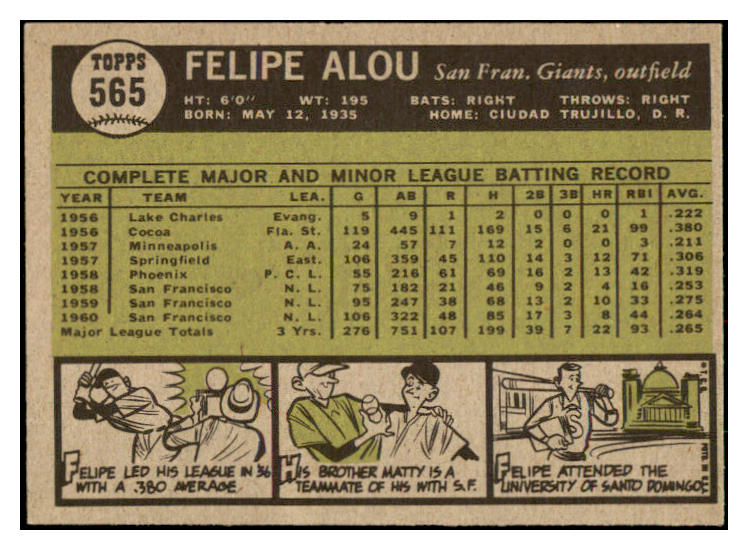 TOPPS
565
FELIPE ALOU San Fran. Giants, outfield
HT: 6'0" WT: 195 BATS: RIGHT THROWS: RIGHT
BORN: MAY 12, 1935 HOME: CIUDAD TRUJILLO, D. R.
COMPLETE MAJOR AND MINOR LEAGUE BATTING RECORD
YEAR TEAM LEA. G AB R H 2B 3B HR RBI AVG.
1956 Lake Charles Evang. 5 9 1 2 0 0 0 1 .222
1956 Cocoa Fla. St. 119 445 111 169 15 6 21 99 .380
1957 Minneapolis A. A. 24 57 7 12 2 0 0 3 .211
1957 Springfield East. 106 359 45 110 14 3 12 71 .306
1958 Phoenix P. C. L. 55 216 61 69 16 2 13 42 .319
1958 San Francisco N. L. 75 182 21 46 9 2 4 16 .253
1959 San Francisco N. L. 95 247 38 68 13 2 10 33 .275
1960 San Francisco N. L. 106 322 48 85 17 3 8 44 .264
Major League Totals 3 Yrs. 276 751 107 199 39 7 22 93 .265
FELIPE LED HIS LEAGUE IN '56
WITH A .380 AVERAGE.
HIS BROTHER MATTY IS A
TEAMMATE OF HIS WITH S.F.
S
FELIPE ATTENDED THE
UNIVERSITY OF SANTO DOMINGO.
© T.C.G.
PRTD. IN U.S.A.